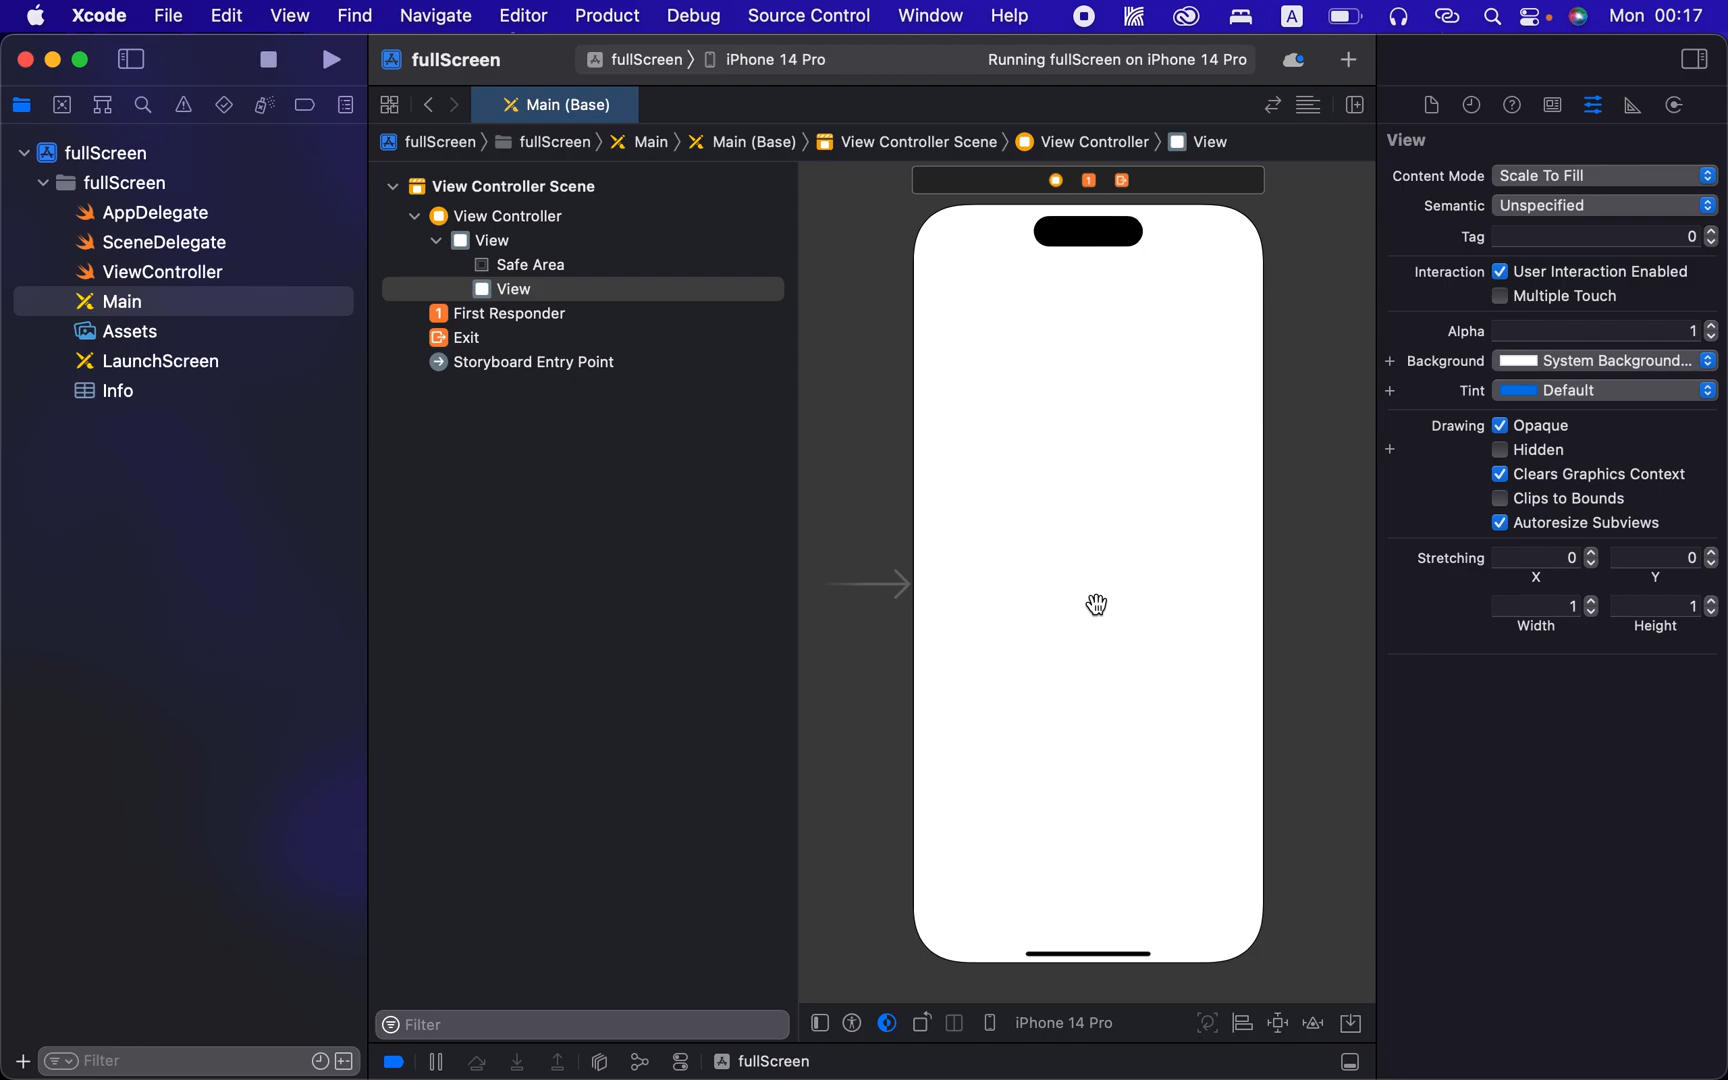 Xcode File Edit View Find Navigate Editor Product Debug Source Control Window Help A Mon 00:17
fullScreen fullScreen iPhone 14 Pro Running fullScreen on iPhone 14 Pro
Main (Base)
fullScreen fullScreen Main Main (Base) View Controller Scene View Controller View
fullScreen
fullScreen
AppDelegate
SceneDelegate
ViewController
Main
Assets
LaunchScreen
Info
Filter
View Controller Scene
View Controller
View
Safe Area
View
1 First Responder
Exit
Storyboard Entry Point
Filter
1
iPhone 14 Pro
fullScreen
View
Content Mode Scale To Fill
Semantic Unspecified
Tag 0
Interaction User Interaction Enabled
Multiple Touch
Alpha 1
Background System Background...
Tint Default
Drawing Opaque
Hidden
Clears Graphics Context
Clips to Bounds
Autoresize Subviews
Stretching 0 0
X Y
1 1
Width Height